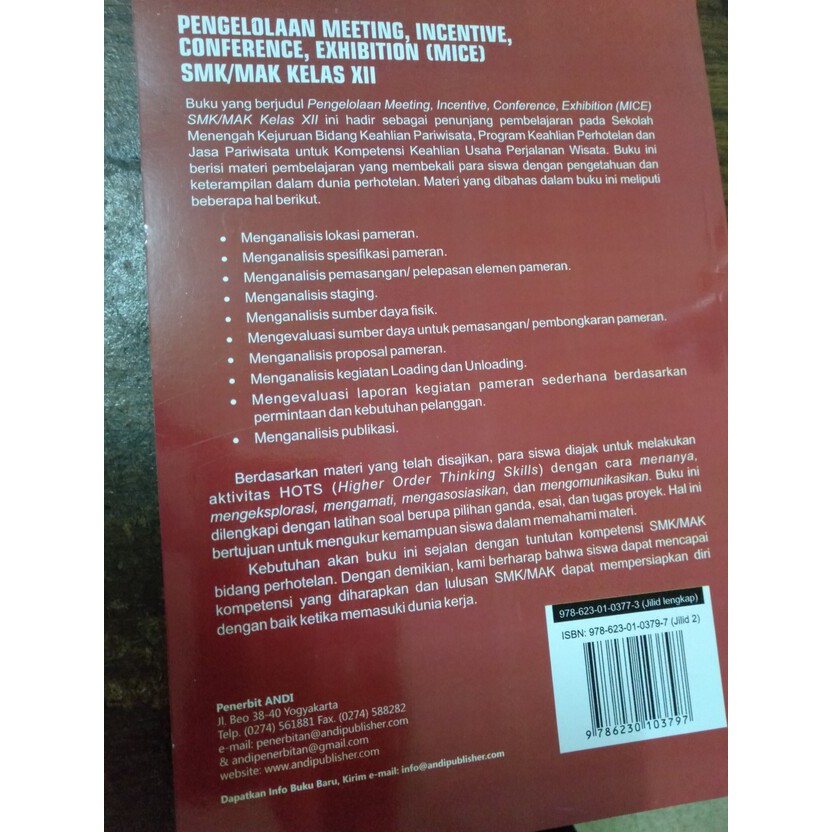 PENGELOLAAN MEETING, INCENTIVE,
CONFERENCE, EXHIBITION (MICE)
SMK/MAK KELAS XII
Buku yang berjudul Pengelolaan Meeting, Incentive, Conference, Exhibition (MICE)
SMK/MAK Kelas XII ini hadir sebagai penunjang pembelajaran pada Sekolah
Menengah Kejuruan Bidang Keahlian Pariwisata, Program Keahlian Perhotelan dan
Jasa Pariwisata untuk Kompetensi Keahlian Usaha Perjalanan Wisata. Buku ini
berisi materi pembelajaran yang membekali para siswa dengan pengetahuan dan
keterampilan dalam dunia perhotelan. Materi yang dibahas dalam buku ini meliputi
beberapa hal berikut.
• Menganalisis lokasi pameran.
• Menganalisis spesifikasi pameran.
• Menganalisis pemasangan/ pelepasan elemen pameran.
• Menganalisis staging.
• Menganalisis sumber daya fisik.
• Mengevaluasi sumber daya untuk pemasangan/ pembongkaran pameran.
• Menganalisis proposal pameran.
• Menganalisis kegiatan Loading dan Unloading.
• Mengevaluasi laporan kegiatan pameran sederhana berdasarkan
permintaan dan kebutuhan pelanggan.
• Menganalisis publikasi.
Berdasarkan materi yang telah disajikan, para siswa diajak untuk melakukan
aktivitas HOTS (Higher Order Thinking Skills) dengan cara menanya,
mengeksplorasi, mengamati, mengasosiasikan, dan mengomunikasikan. Buku ini
dilengkapi dengan latihan soal berupa pilihan ganda, esai, dan tugas proyek. Hal ini
bertujuan untuk mengukur kemampuan siswa dalam memahami materi.
Kebutuhan akan buku ini sejalan dengan tuntutan kompetensi SMK/MAK
bidang perhotelan. Dengan demikian, kami berharap bahwa siswa dapat mencapai
kompetensi yang diharapkan dan lulusan SMK/MAK dapat mempersiapkan diri
dengan baik ketika memasuki dunia kerja.
978-623-01-0377-3 (Jilid lengkap)
ISBN: 978-623-01-0379-7 (Jilid 2)
9 786230 103797
Penerbit ANDI
Jl. Beo 38-40 Yogyakarta
Telp. (0274) 561881 Fax. (0274) 588282
e-mail: penerbitan@andipublisher.com
& andipenerbitan@gmail.com
website: www.andipublisher.com
Dapatkan Info Buku Baru, Kirim e-mail: info@andipublisher.com